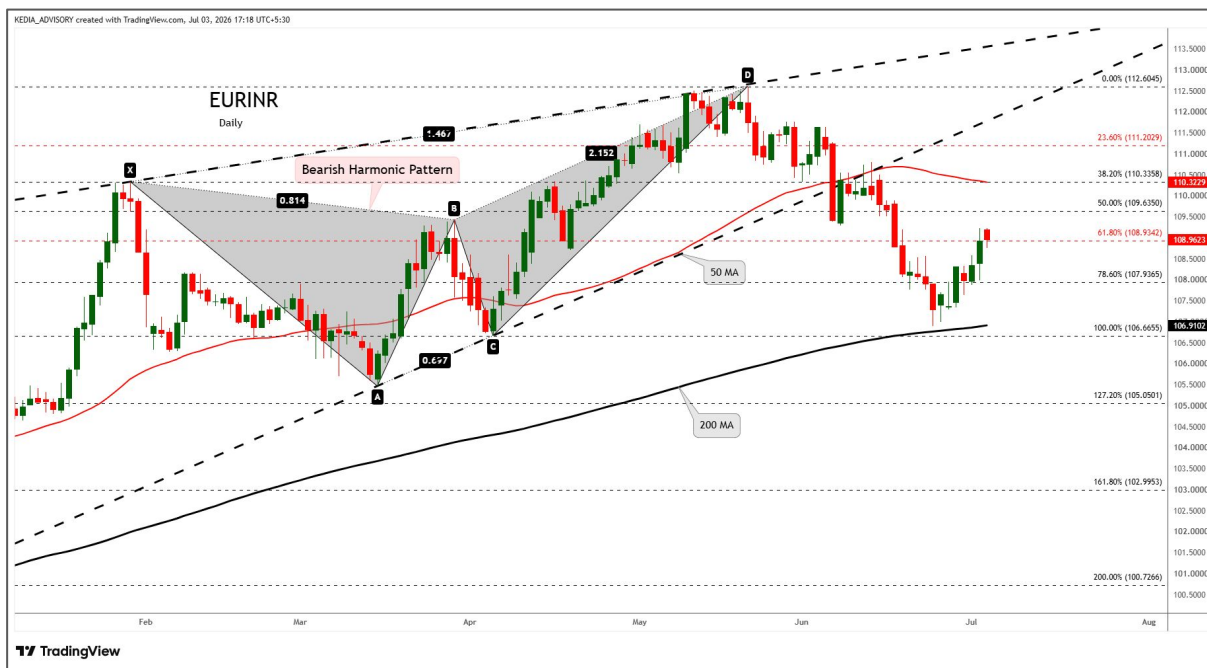 KEDIA_ADVISORY created with TradingView.com, Jul 03, 2026 17:18 UTC+5:30
EURINR
Daily
Bearish Harmonic Pattern
X
A
B
C
D
1.467
0.814
2.152
0.697
50 MA
200 MA
0.00% (112.6045)
23.60% (111.2029)
38.20% (110.3358)
50.00% (109.6350)
61.80% (108.9342)
78.60% (107.9365)
100.00% (106.6655)
127.20% (105.0501)
161.80% (102.9953)
200.00% (100.7266)
113.5000
113.0000
112.5000
112.0000
111.5000
111.0000
110.3229
110.0000
109.5000
108.9623
108.5000
108.0000
107.5000
106.9102
106.5000
106.0000
105.5000
105.0000
104.5000
104.0000
103.5000
103.0000
102.5000
102.0000
101.5000
101.0000
100.5000
Feb
Mar
Apr
May
Jun
Jul
Aug
TradingView